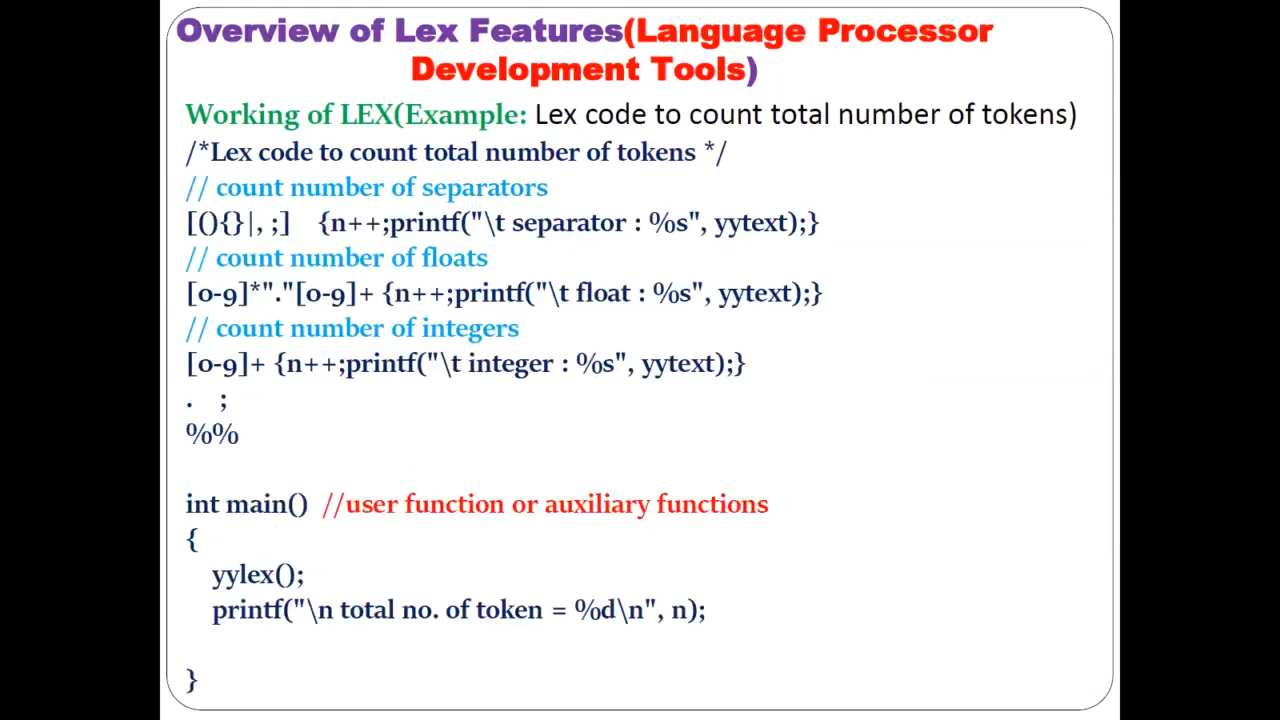 Overview of Lex Features(Language Processor
Development Tools)
Working of LEX(Example: Lex code to count total number of tokens)
/*Lex code to count total number of tokens */
// count number of separators
[(){}|, ;]    {n++;printf("\t separator : %s", yytext);}
// count number of floats
[0-9]*"."[0-9]+ {n++;printf("\t float : %s", yytext);}
// count number of integers
[0-9]+ {n++;printf("\t integer : %s", yytext);}
.    ;
%%
int main()  //user function or auxiliary functions
{
yylex();
printf("\n total no. of token = %d\n", n);
}